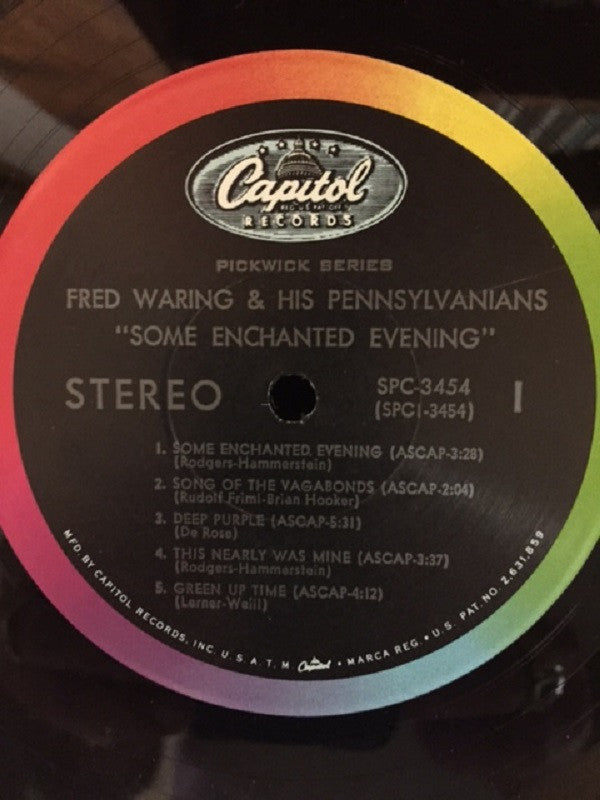 Capitol
RECORDS
PICKWICK SERIES
FRED WARING & HIS PENNSYLVANIANS
"SOME ENCHANTED EVENING"
STEREO
SPC-3454
(SPC1-3454)
1
1. SOME ENCHANTED EVENING (ASCAP-3:28)
(Rodgers-Hammerstein)
2. SONG OF THE VAGABONDS (ASCAP-2:04)
(Rudolf Friml-Brian Hooker)
3. DEEP PURPLE (ASCAP-5:31)
(De Rose)
4. THIS NEARLY WAS MINE (ASCAP-3:37)
(Rodgers-Hammerstein)
5. GREEN UP TIME (ASCAP-4:12)
(Lerner-Weill)
MFD. BY CAPITOL RECORDS, INC. U.S.A. T.M. Capitol • MARCA REG. • U.S. PAT. NO. 2,631,859